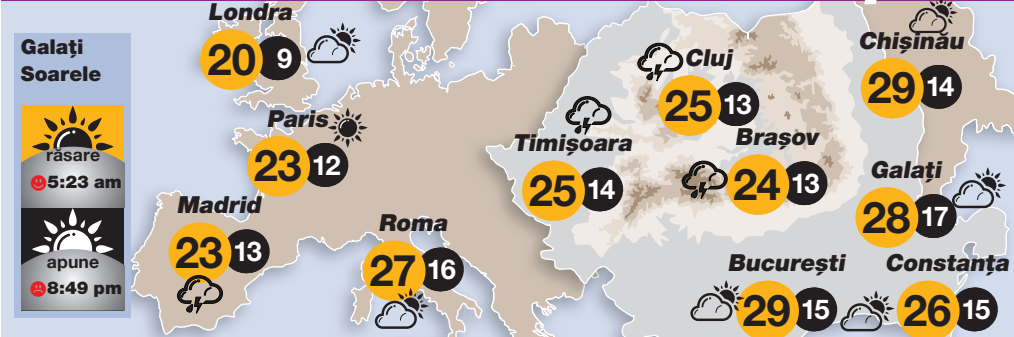 Galați
Soarele
răsare
5:23 am
apune
8:49 pm
Londra
20 9
Paris
23 12
Madrid
23 13
Roma
27 16
Cluj
25 13
Timișoara
25 14
Brașov
24 13
Chișinău
29 14
Galați
28 17
București
29 15
Constanța
26 15